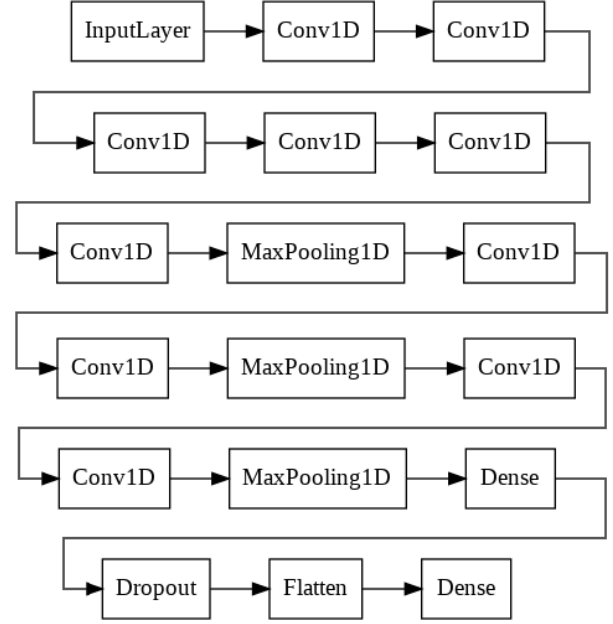 InputLayer Conv1D Conv1D
Conv1D Conv1D Conv1D
Conv1D MaxPooling1D Conv1D
Conv1D MaxPooling1D Conv1D
Conv1D MaxPooling1D Dense
Dropout Flatten Dense